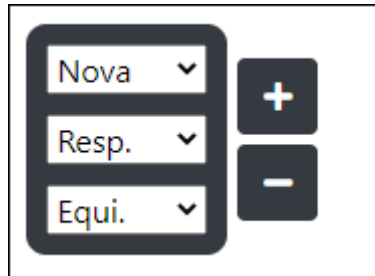 Nova
Resp.
Equi.
+
−